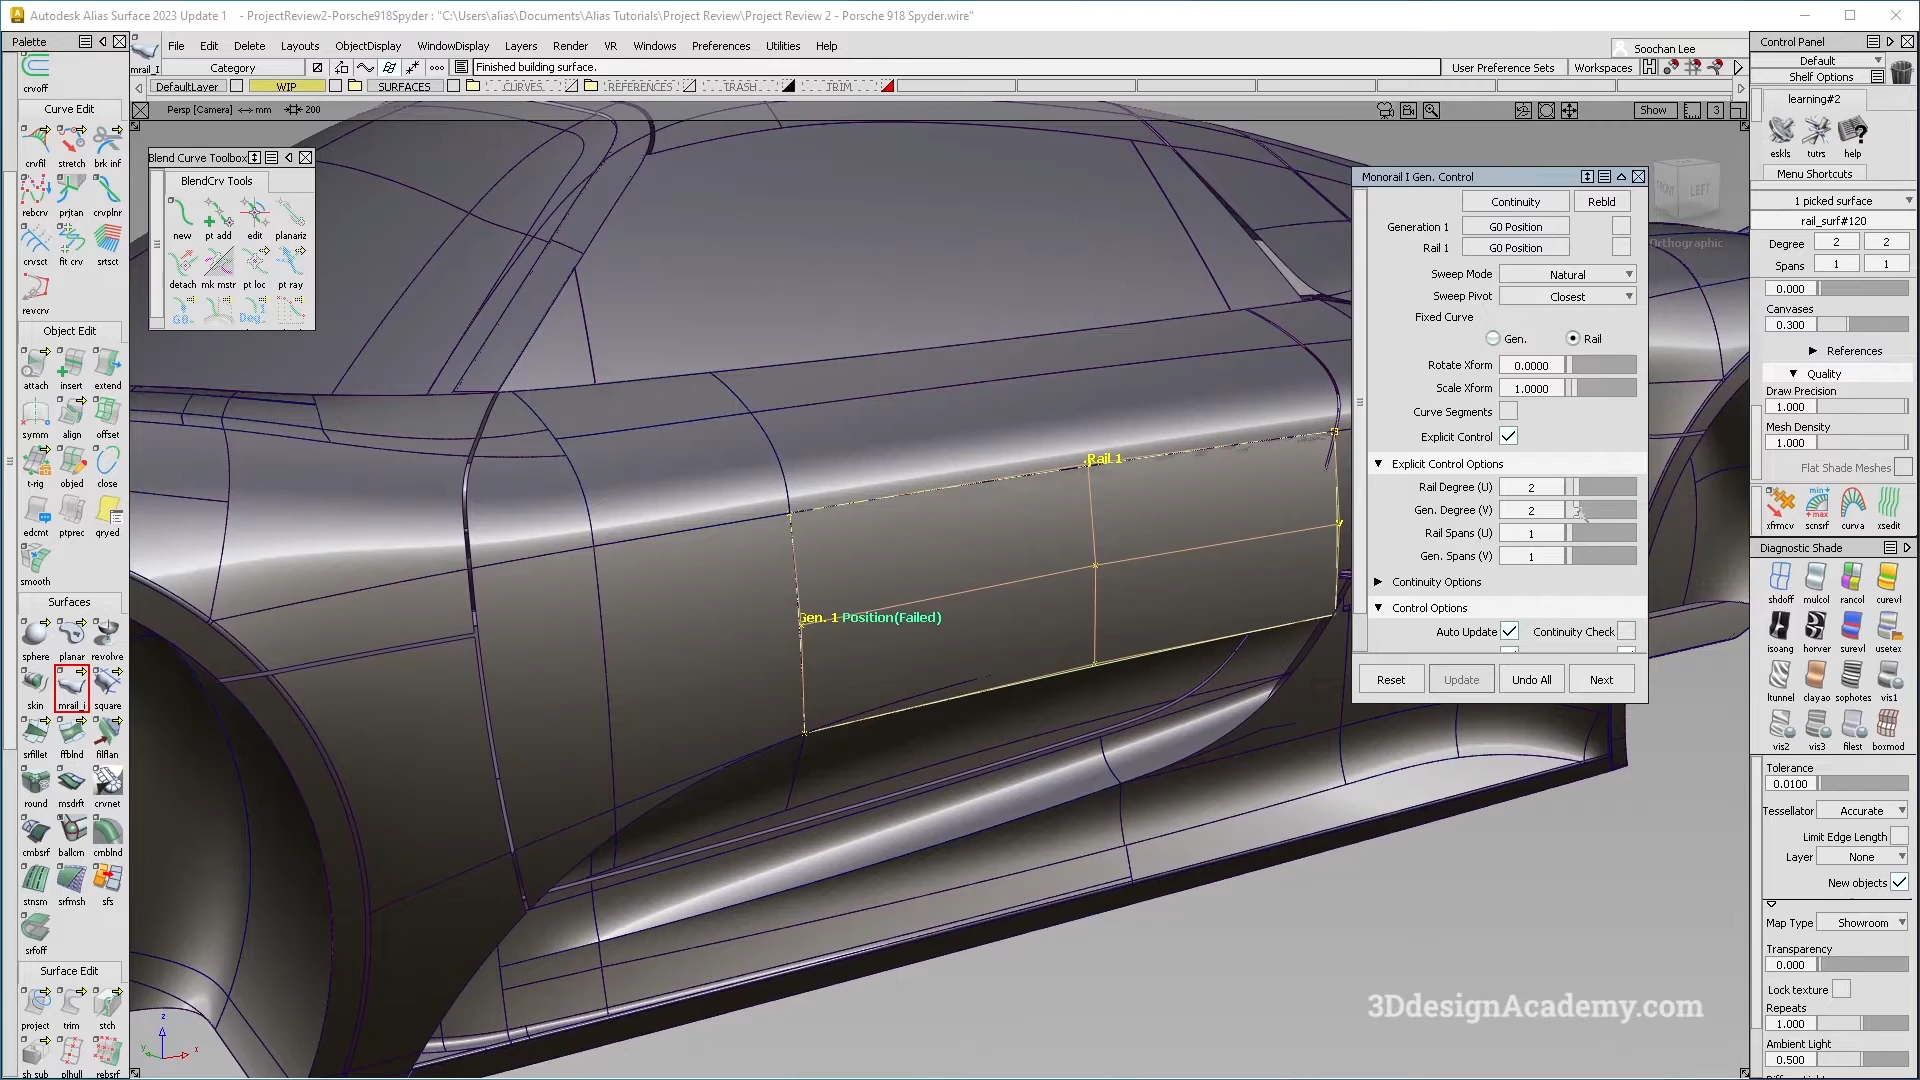 Autodesk Alias Surface 2023 Update 1 - ProjectReview2-Porsche918Spyder : "C:\Users\alias\Documents\Alias Tutorials\Project Review\Project Review 2 - Porsche 918 Spyder.wire"
Palette
mrail_I
File Edit Delete Layouts ObjectDisplay WindowDisplay Layers Render VR Windows Preferences Utilities Help
Soochan Lee
Category
Finished building surface.
User Preference Sets
Workspaces
DefaultLayer
WIP
SURFACES
CURVES
REFERENCES
TRASH
TRIM
Persp [Camera] <-> mm 200
Show
3
crvoff
Curve Edit
crvfil stretch brk inf
rebcrv prjtan crvplnr
crvsct fit crv srtsct
revcrv
Object Edit
attach insert extend
symm align offset
t-rig objed close
edcmt ptprec qryed
smooth
Surfaces
sphere planar revolve
skin mrail_i square
srfillet ffblnd filflan
round msdrft crvnet
cmbsrf ballcrn cmblnd
stnsm srfmsh sfs
srfoff
Surface Edit
project trim stch
sh sub plhull rebsrf
Blend Curve Toolbox
BlendCrv Tools
new pt add edit planariz
detach mk mstr pt loc pt ray
Rail 1
Gen. 1 Position(Failed)
z
y
x
FRONT
LEFT
Orthographic
Monorail I Gen. Control
Continuity
Rebld
Generation 1 G0 Position
Rail 1 G0 Position
Sweep Mode Natural
Sweep Pivot Closest
Fixed Curve
Gen. Rail
Rotate Xform 0.0000
Scale Xform 1.0000
Curve Segments
Explicit Control
Explicit Control Options
Rail Degree (U) 2
Gen. Degree (V) 2
Rail Spans (U) 1
Gen. Spans (V) 1
Continuity Options
Control Options
Auto Update
Continuity Check
Reset Update Undo All Next
Control Panel
Default
Shelf Options
learning#2
eskls tutrs help
Menu Shortcuts
1 picked surface
rail_surf#120
Degree 2 2
Spans 1 1
0.000
Canvases
0.300
References
Quality
Draw Precision
1.000
Mesh Density
1.000
Flat Shade Meshes
xfrmcv scnsrf curva xsedit
Diagnostic Shade
shdoff mulcol rancol curevl
isoang horver surevl usetex
ltunnel clayao sophotes vis1
vis2 vis3 filest boxmod
Tolerance
0.0100
Tessellator Accurate
Limit Edge Length
Layer None
New objects
Map Type Showroom
Transparency
0.000
Lock texture
Repeats
1.000
Ambient Light
0.500
3DdesignAcademy.com